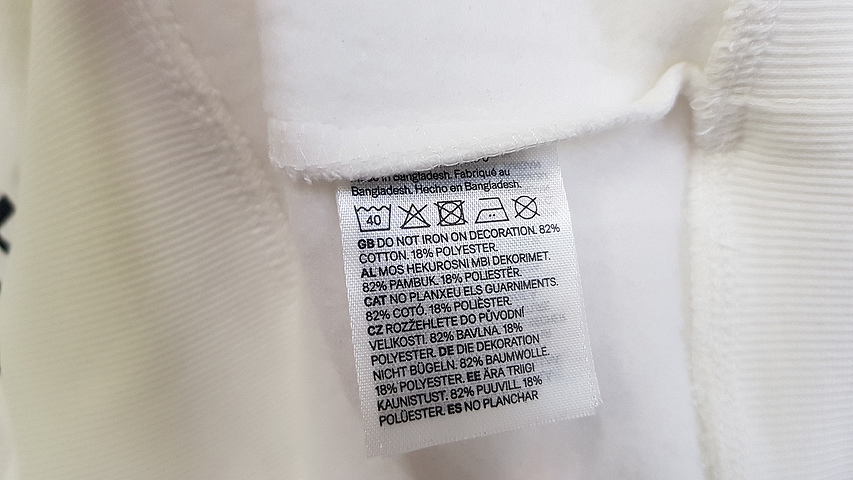 in Bangladesh. Fabriqué au
Bangladesh. Hecho en Bangladesh.
40
GB DO NOT IRON ON DECORATION. 82%
COTTON. 18% POLYESTER.
AL MOS HEKUROSNI MBI DEKORIMET.
82% PAMBUK. 18% POLIESTËR.
CAT NO PLANXEU ELS GUARNIMENTS.
82% COTÓ. 18% POLIÈSTER.
CZ ROZŽEHLETE DO PŮVODNÍ
VELIKOSTI. 82% BAVLNA. 18%
POLYESTER. DE DIE DEKORATION
NICHT BÜGELN. 82% BAUMWOLLE.
18% POLYESTER. EE ÄRA TRIIGI
KAUNISTUST. 82% PUUVILL. 18%
POLÜESTER. ES NO PLANCHAR